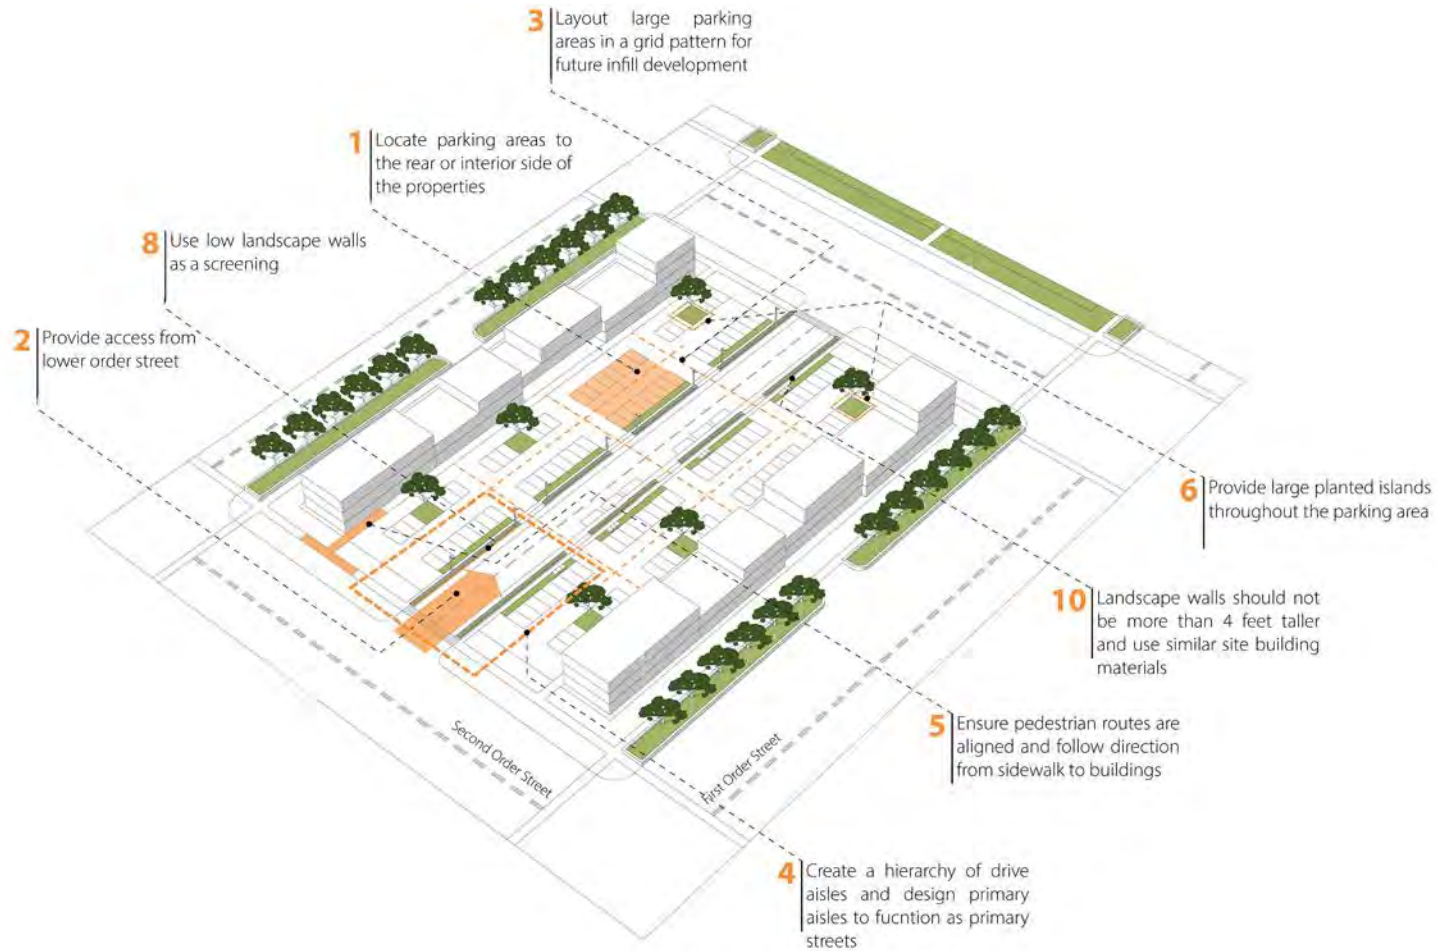 3 Layout large parking
areas in a grid pattern for
future infill development
1 Locate parking areas to
the rear or interior side of
the properties
8 Use low landscape walls
as a screening
2 Provide access from
lower order street
6 Provide large planted islands
throughout the parking area
10 Landscape walls should not
be more than 4 feet taller
and use similar site building
materials
5 Ensure pedestrian routes are
aligned and follow direction
from sidewalk to buildings
Second Order Street
First Order Street
4 Create a hierarchy of drive
aisles and design primary
aisles to fucntion as primary
streets